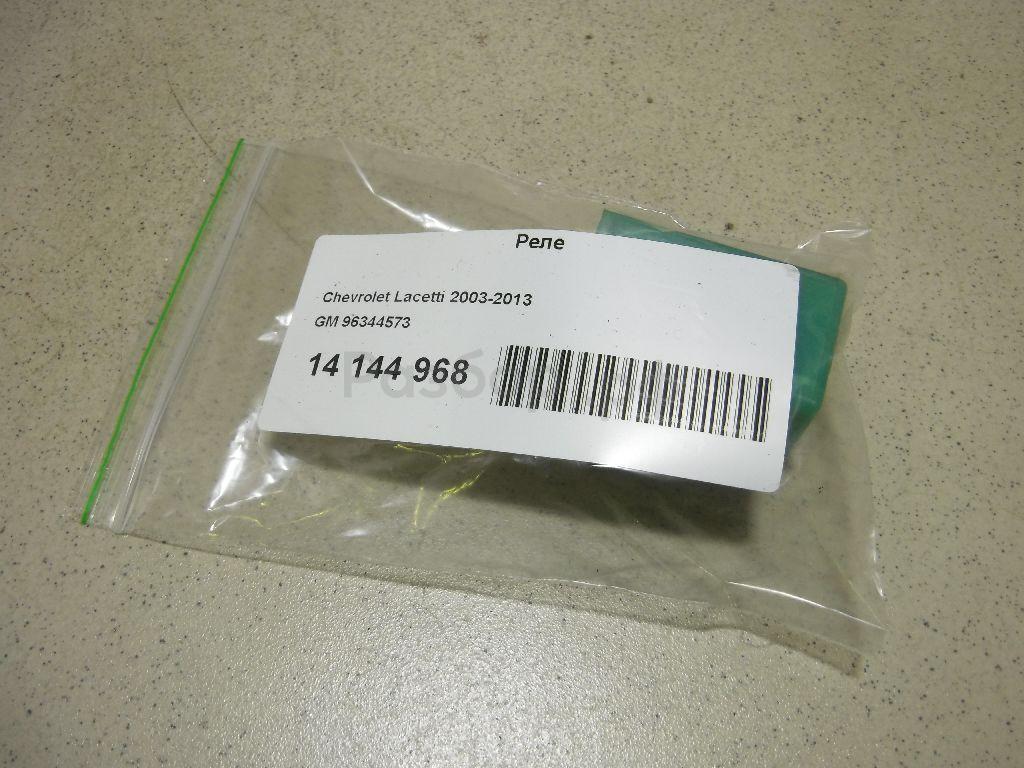 Реле
Chevrolet Lacetti 2003-2013
GM 96344573
14 144 968